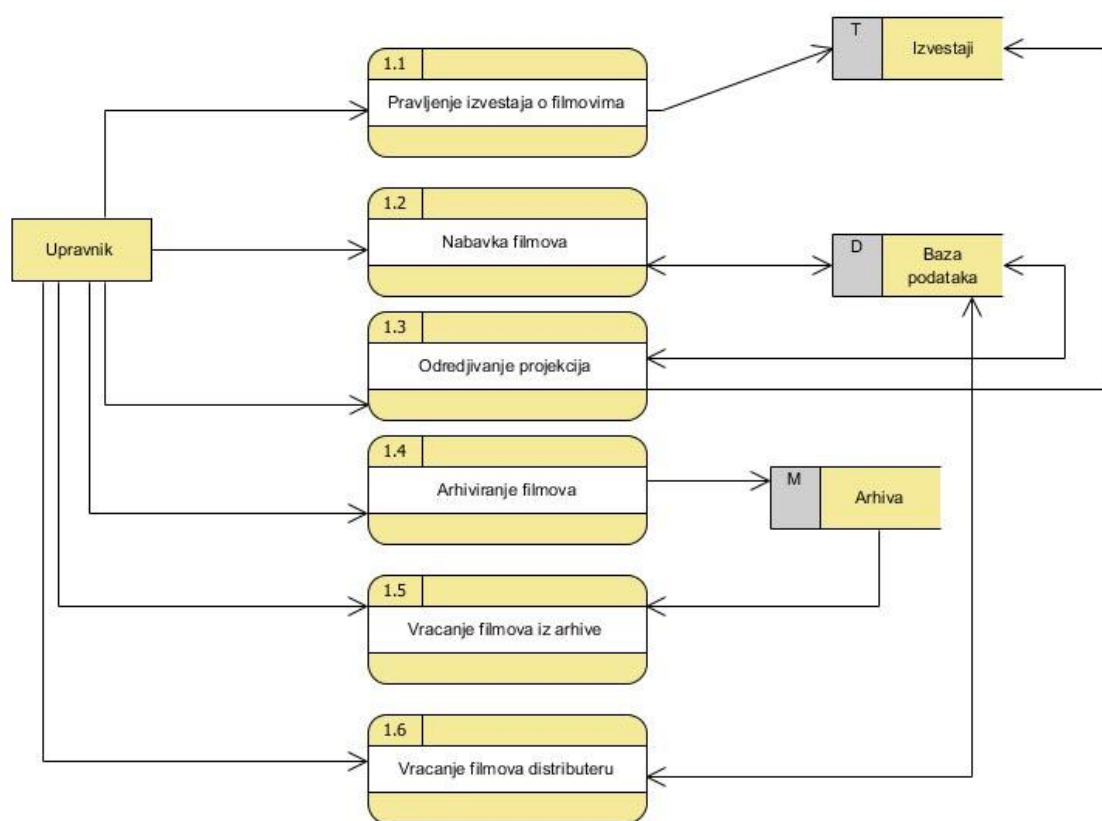 T
Izvestaji
1.1
Pravljenje izvestaja o filmovima
1.2
Nabavka filmova
Upravnik
D
Baza
podataka
1.3
Odredjivanje projekcija
1.4
Arhiviranje filmova
M
Arhiva
1.5
Vracanje filmova iz arhive
1.6
Vracanje filmova distributeru